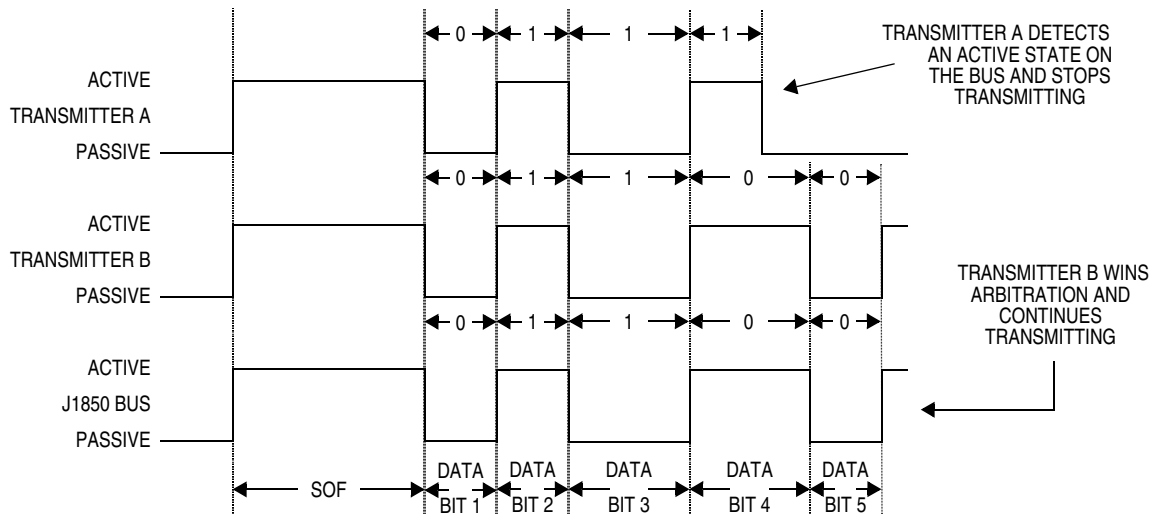 0 1 1 1
TRANSMITTER A DETECTS
AN ACTIVE STATE ON
THE BUS AND STOPS
TRANSMITTING
ACTIVE
TRANSMITTER A
PASSIVE
0 1 1 0 0
ACTIVE
TRANSMITTER B
PASSIVE
TRANSMITTER B WINS
ARBITRATION AND
CONTINUES
TRANSMITTING
0 1 1 0 0
ACTIVE
J1850 BUS
PASSIVE
SOF
DATA
BIT 1
DATA
BIT 2
DATA
BIT 3
DATA
BIT 4
DATA
BIT 5